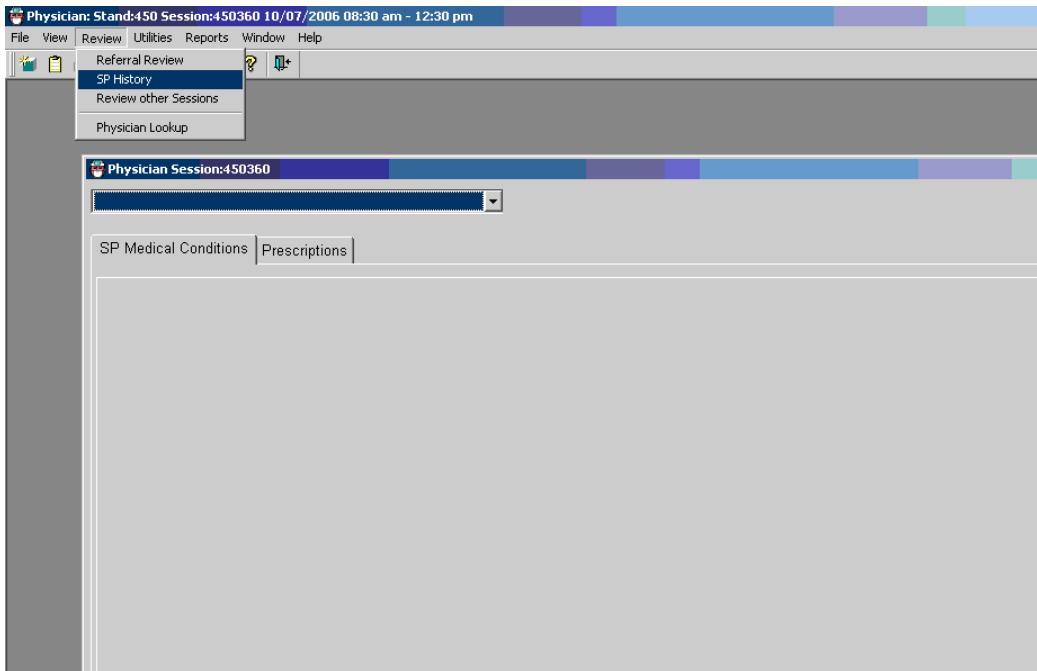 Physician: Stand:450 Session:450360 10/07/2006 08:30 am - 12:30 pm
File View Review Utilities Reports Window Help
Referral Review
SP History
Review other Sessions
Physician Lookup
Physician Session:450360
SP Medical Conditions Prescriptions